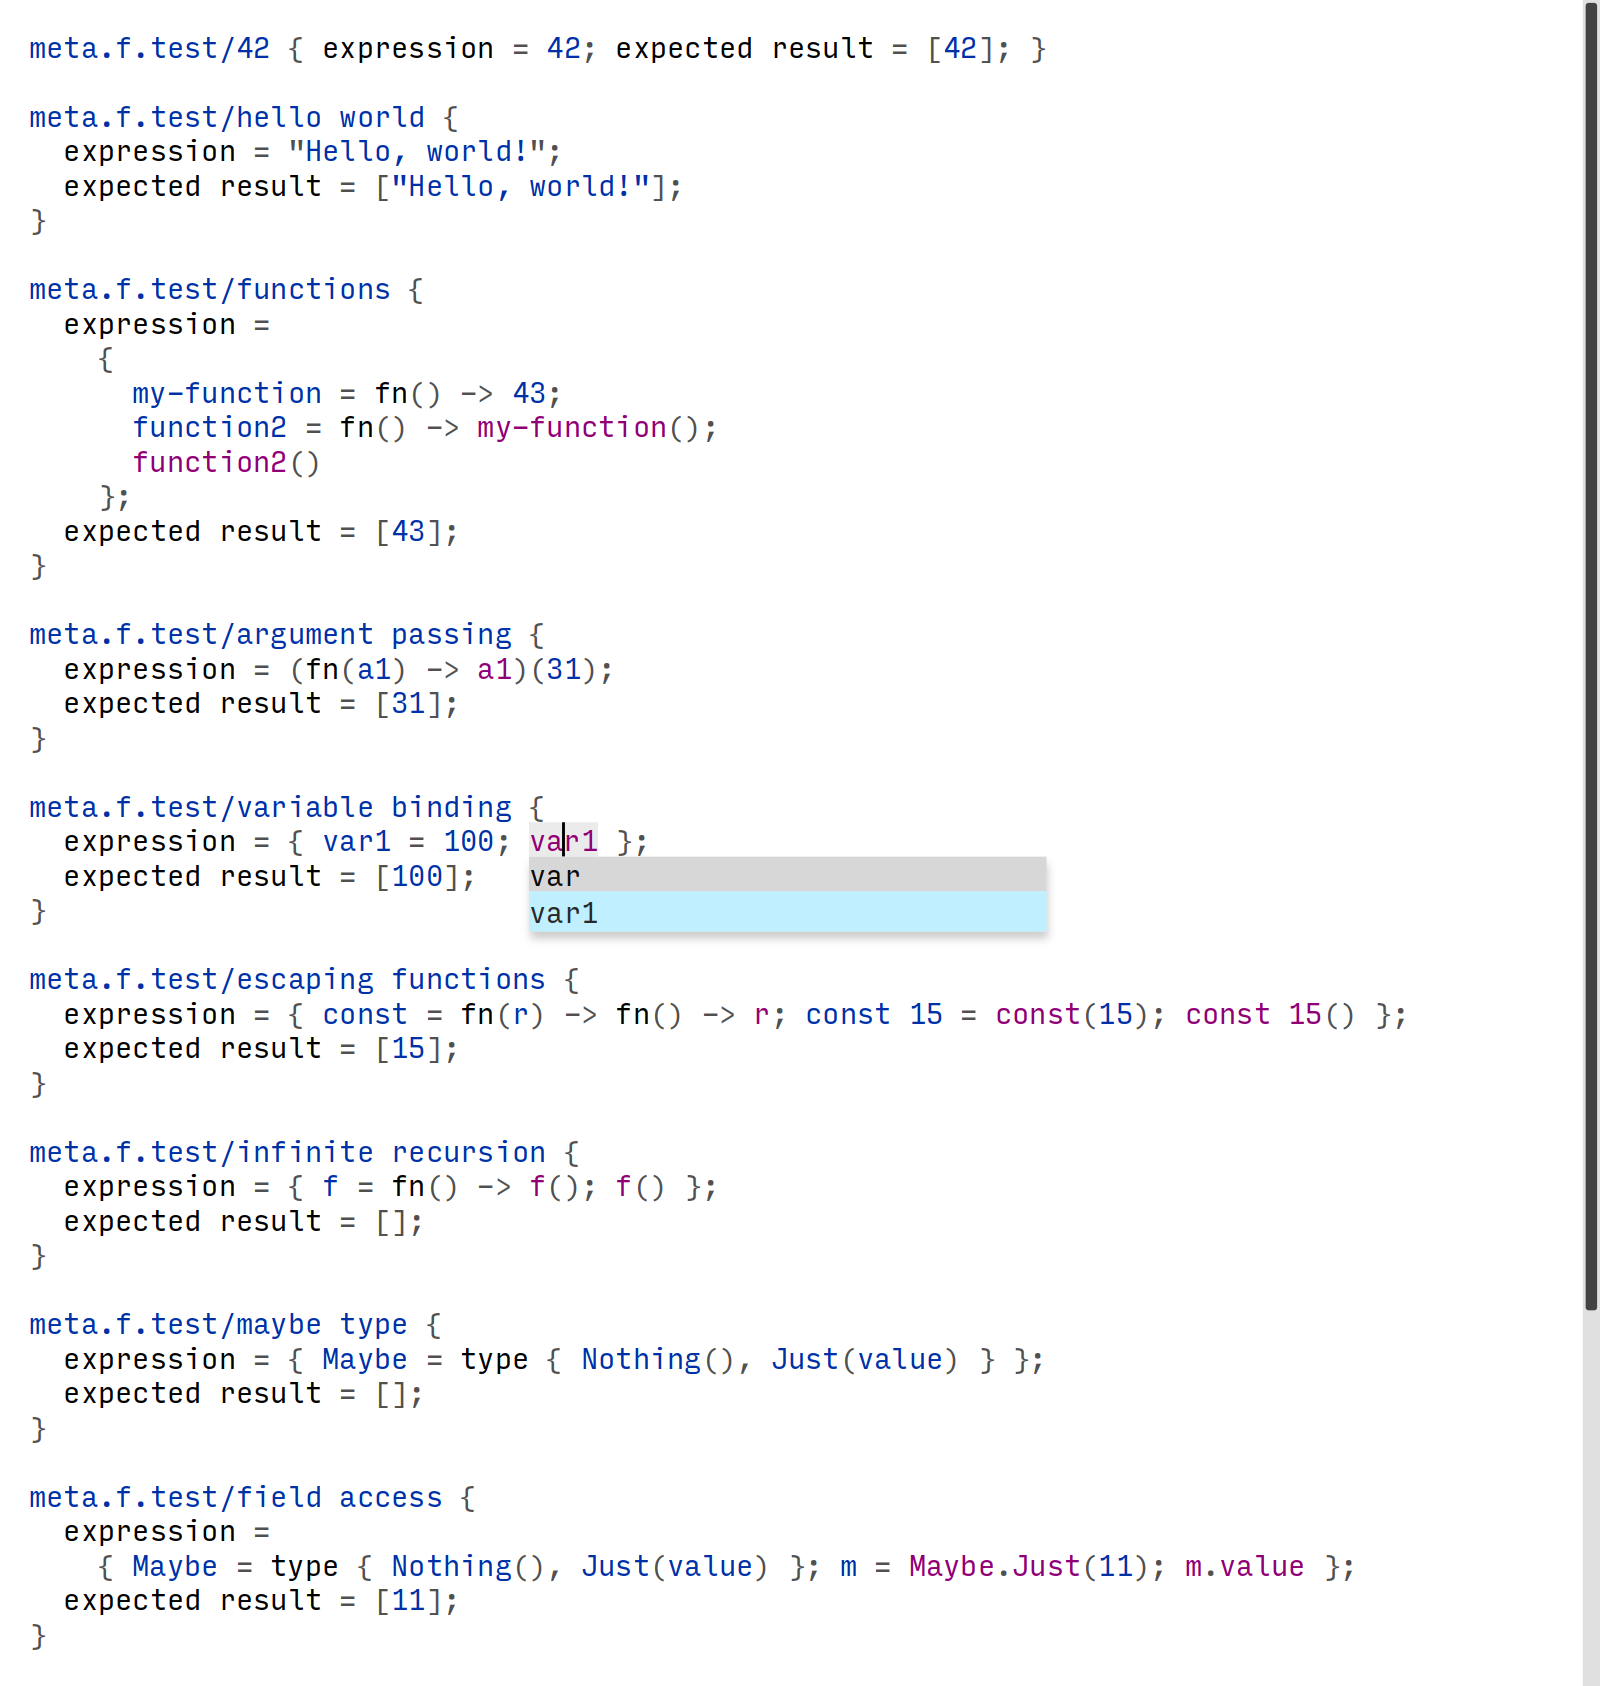 meta.f.test/42 { expression = 42; expected result = [42]; }
meta.f.test/hello world {
  expression = "Hello, world!";
  expected result = ["Hello, world!"];
}
meta.f.test/functions {
  expression =
    {
      my-function = fn() -> 43;
      function2 = fn() -> my-function();
      function2()
    };
  expected result = [43];
}
meta.f.test/argument passing {
  expression = (fn(a1) -> a1)(31);
  expected result = [31];
}
meta.f.test/variable binding {
  expression = { var1 = 100; var1 };
  expected result = [100];   var
}                            var1
meta.f.test/escaping functions {
  expression = { const = fn(r) -> fn() -> r; const 15 = const(15); const 15() };
  expected result = [15];
}
meta.f.test/infinite recursion {
  expression = { f = fn() -> f(); f() };
  expected result = [];
}
meta.f.test/maybe type {
  expression = { Maybe = type { Nothing(), Just(value) } };
  expected result = [];
}
meta.f.test/field access {
  expression =
    { Maybe = type { Nothing(), Just(value) }; m = Maybe.Just(11); m.value };
  expected result = [11];
}